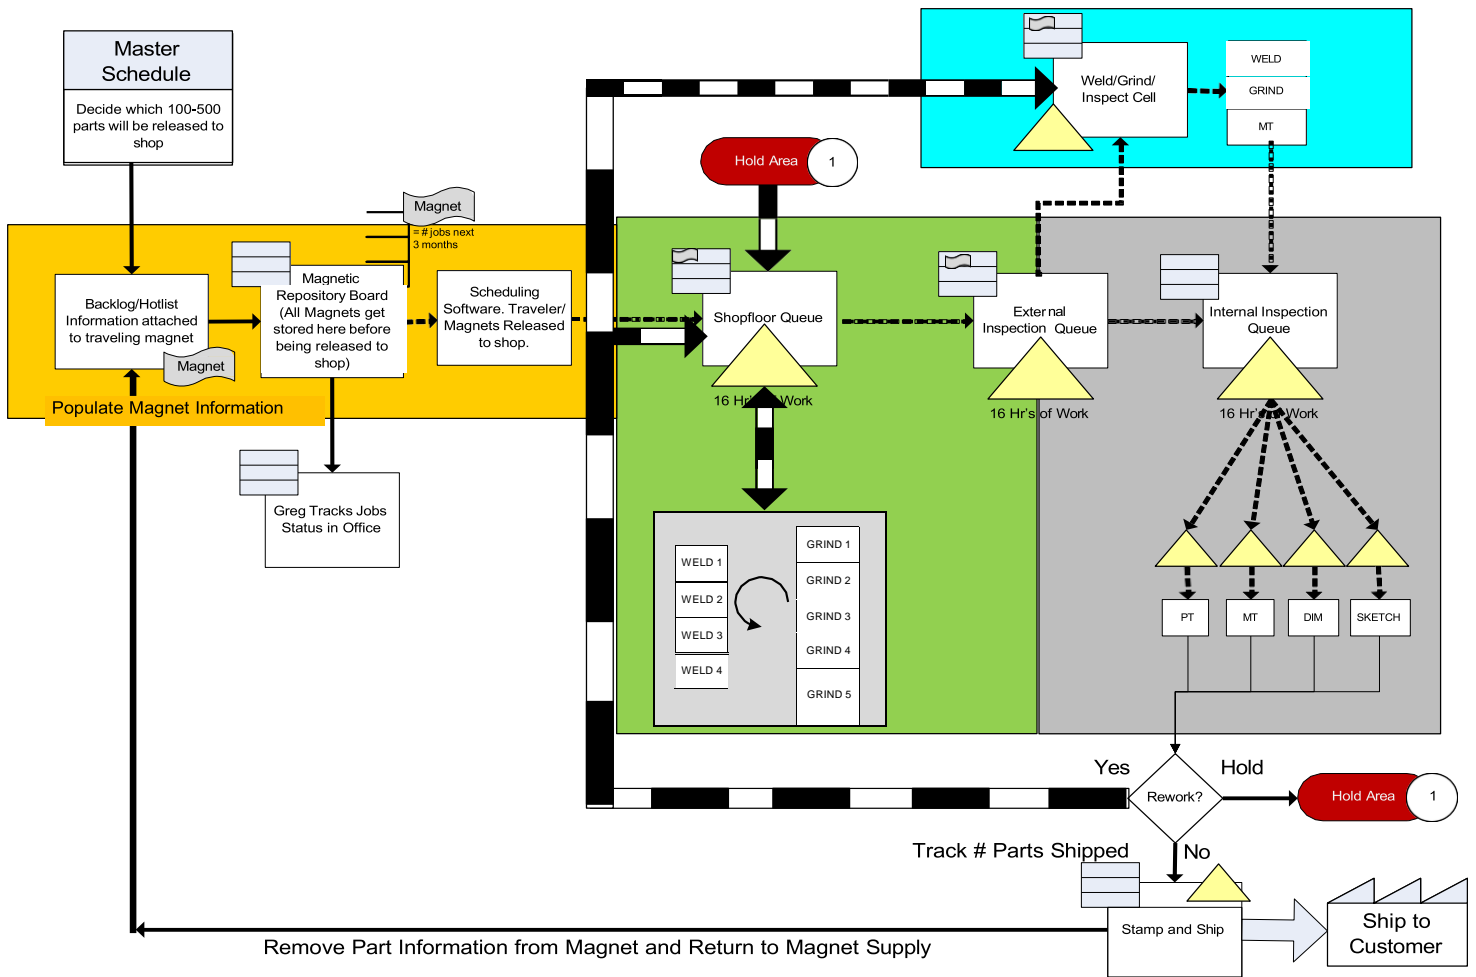 Master
Schedule
Decide which 100-500
parts will be released to
shop
WELD
GRIND
MT
Weld/Grind/
Inspect Cell
Hold Area
1
Magnet
= # jobs next
3 months
Backlog/Hotlist
Information attached
to traveling magnet
Magnet
Magnetic
Repository Board
(All Magnets get
stored here before
being released to
shop)
Scheduling
Software. Traveler/
Magnets Released
to shop.
Shopfloor Queue
16 Hr's of Work
External
Inspection Queue
16 Hr's of Work
Internal Inspection
Queue
16 Hr's of Work
Populate Magnet Information
Greg Tracks Jobs
Status in Office
WELD 1
WELD 2
WELD 3
WELD 4
GRIND 1
GRIND 2
GRIND 3
GRIND 4
GRIND 5
PT
MT
DIM
SKETCH
Yes
Hold
Rework?
Hold Area
1
No
Track # Parts Shipped
Stamp and Ship
Ship to
Customer
Remove Part Information from Magnet and Return to Magnet Supply